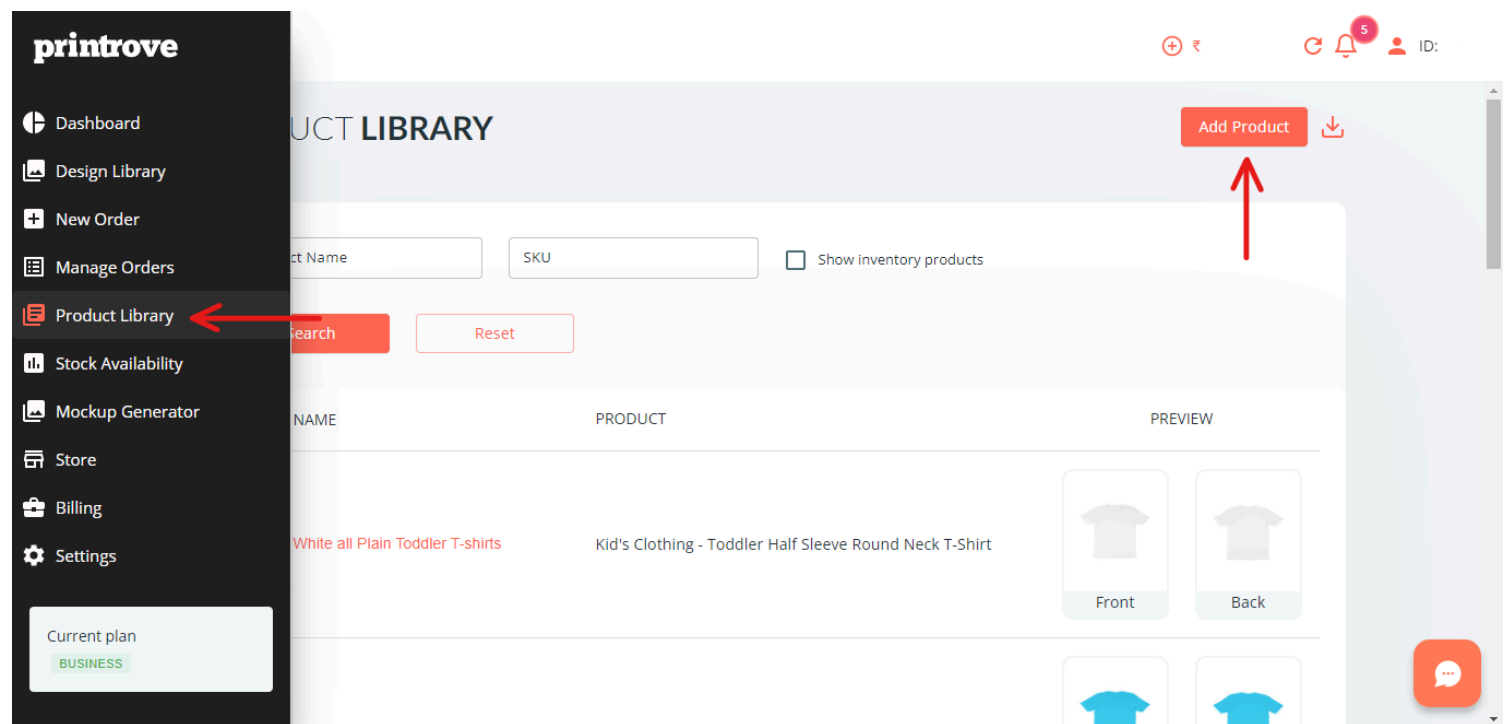 printrove
5
₹
ID:
Dashboard
Design Library
New Order
Manage Orders
Product Library
Stock Availability
Mockup Generator
Store
Billing
Settings
Current plan
BUSINESS
UCT LIBRARY
Add Product
ct Name
SKU
Show inventory products
Search
Reset
NAME
PRODUCT
PREVIEW
White all Plain Toddler T-shirts
Kid's Clothing - Toddler Half Sleeve Round Neck T-Shirt
Front
Back